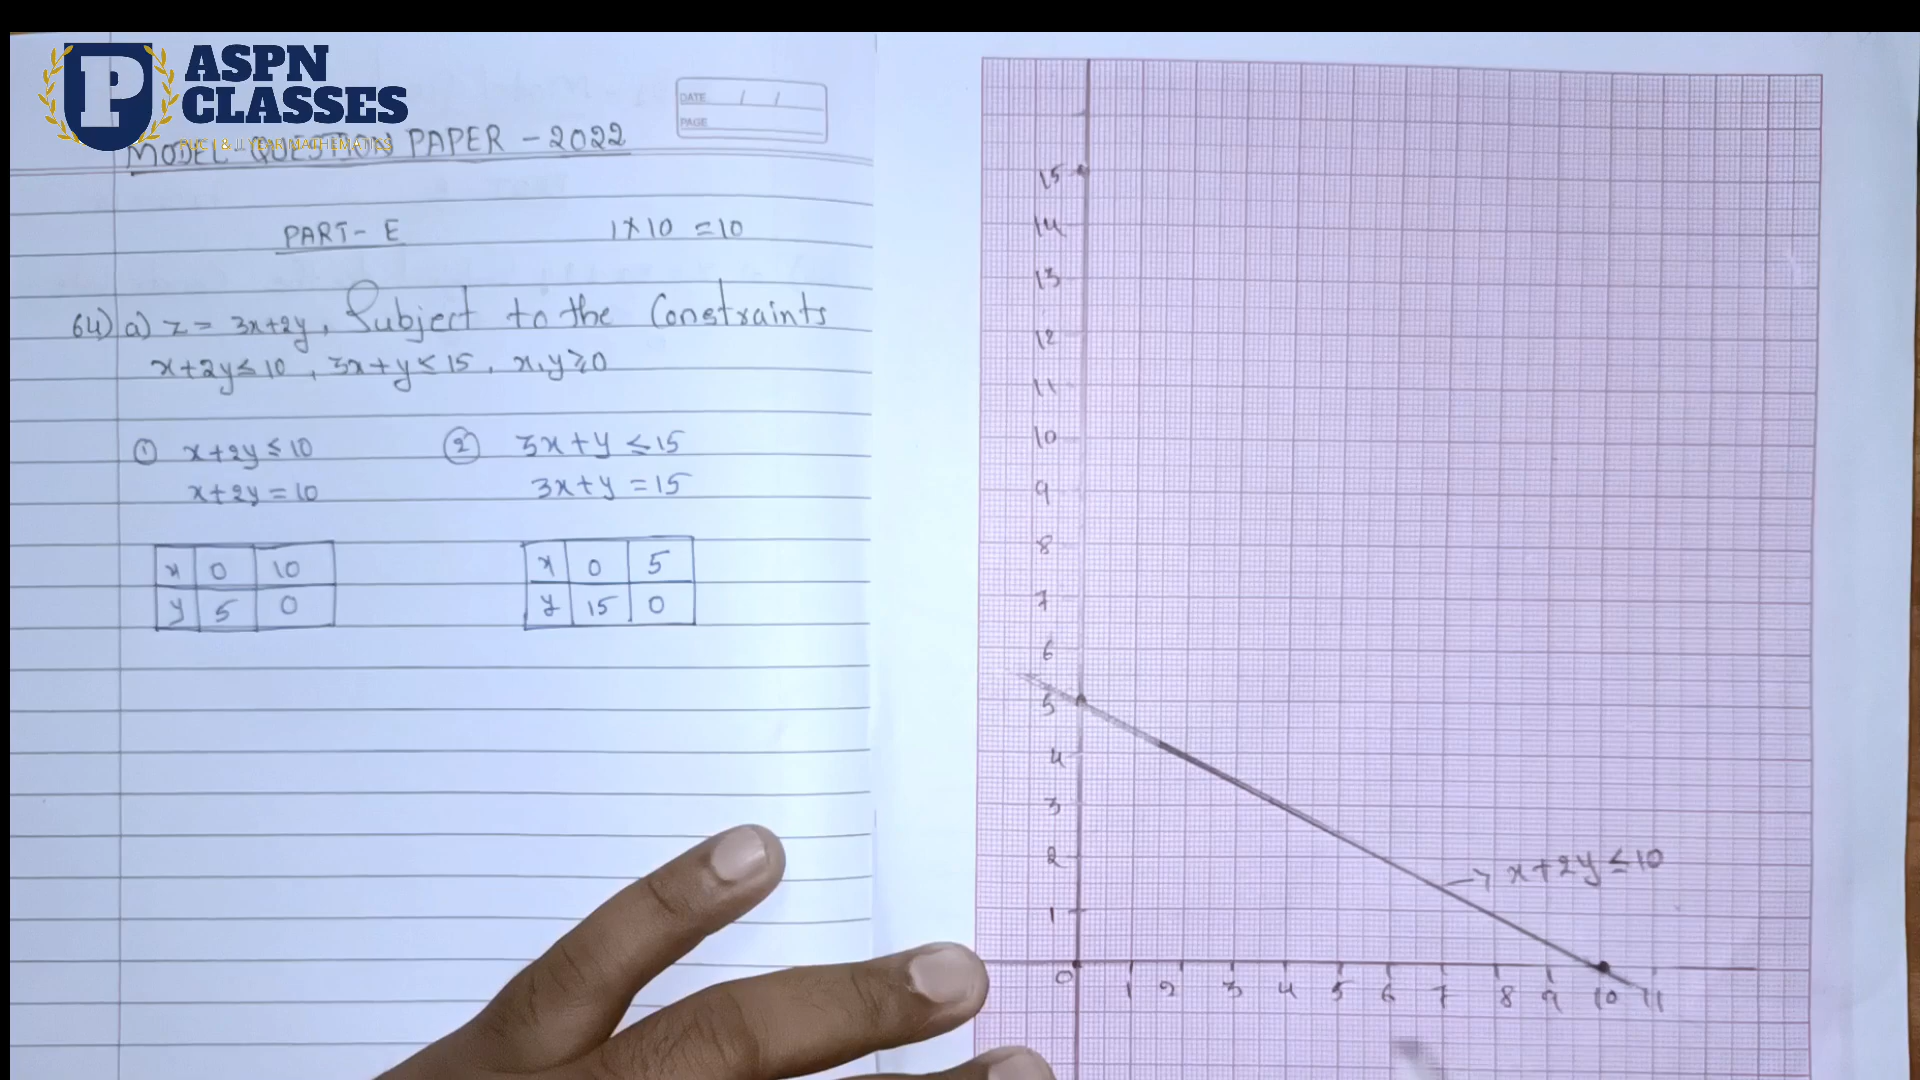 P
ASPN
CLASSES
PUC I & II YEAR MATHEMATICS
MODEL QUESTION PAPER - 2022
DATE / /
PAGE
PART- E 1×10 =10
64) a) z = 3x+2y, Subject to the Constraints
x+2y≤10, 3x+y≤15, x,y≥0
① x+2y≤10 ② 3x+y≤15
x+2y=10 3x+y=15
x 0 10
y 5 0
x 0 5
y 15 0
15
14
13
12
11
10
9
8
7
6
5
4
3
2
1
→ x+2y≤10
0 1 2 3 4 5 6 7 8 9 10 11